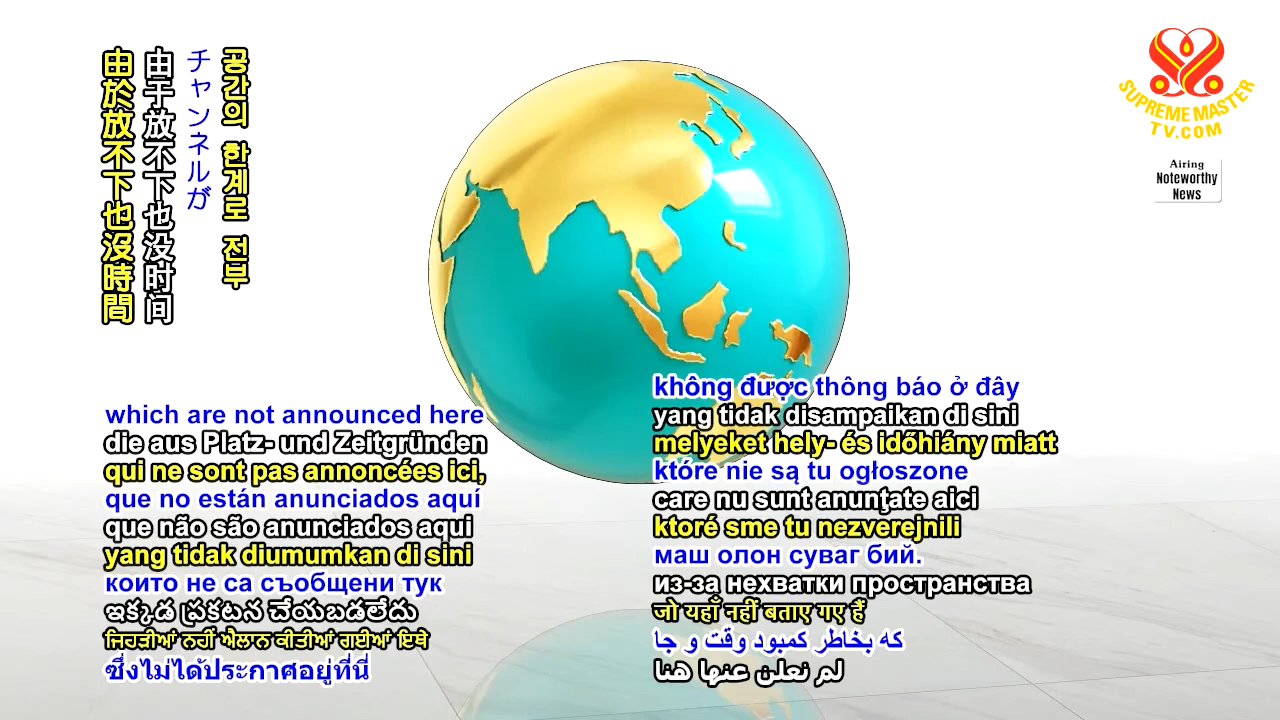 由於放不下也沒時間
由于放不下也没时间
チャンネルが
공간의 한계로 전부
SUPREME MASTER
TV.COM
Airing
Noteworthy
News
which are not announced here
die aus Platz- und Zeitgründen
qui ne sont pas annoncées ici,
que no están anunciados aquí
que não são anunciados aqui
yang tidak diumumkan di sini
които не са съобщени тук
ఇక్కడ ప్రకటన చేయబడలేదు
ਜਿਹੜੀਆਂ ਨਹੀਂ ਐਲਾਨ ਕੀਤੀਆਂ ਗਈਆਂ ਇਥੇ
ซึ่งไม่ได้ประกาศอยู่ที่นี่
không được thông báo ở đây
yang tidak disampaikan di sini
melyeket hely- és időhiány miatt
które nie są tu ogłoszone
care nu sunt anunţate aici
ktoré sme tu nezverejnili
маш олон суваг бий.
из-за нехватки пространства
जो यहाँ नहीं बताए गए हैं
که بخاطر کمبود وقت و جا
لم نعلن عنها هنا